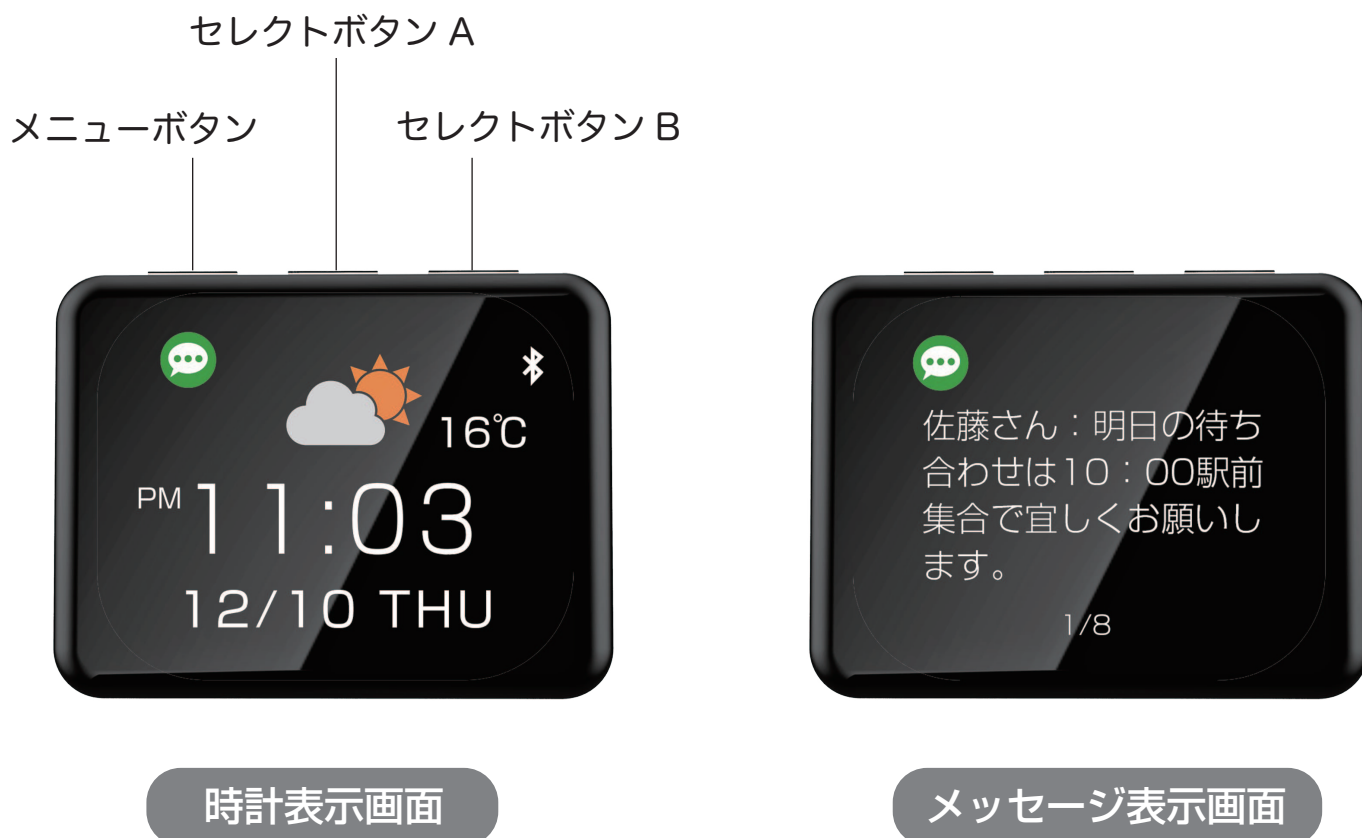 セレクトボタン A
メニューボタン
セレクトボタン B
16℃
PM 11:03
12/10 THU
時計表示画面
佐藤さん：明日の待ち
合わせは10：00駅前
集合で宜しくお願いし
ます。
1/8
メッセージ表示画面